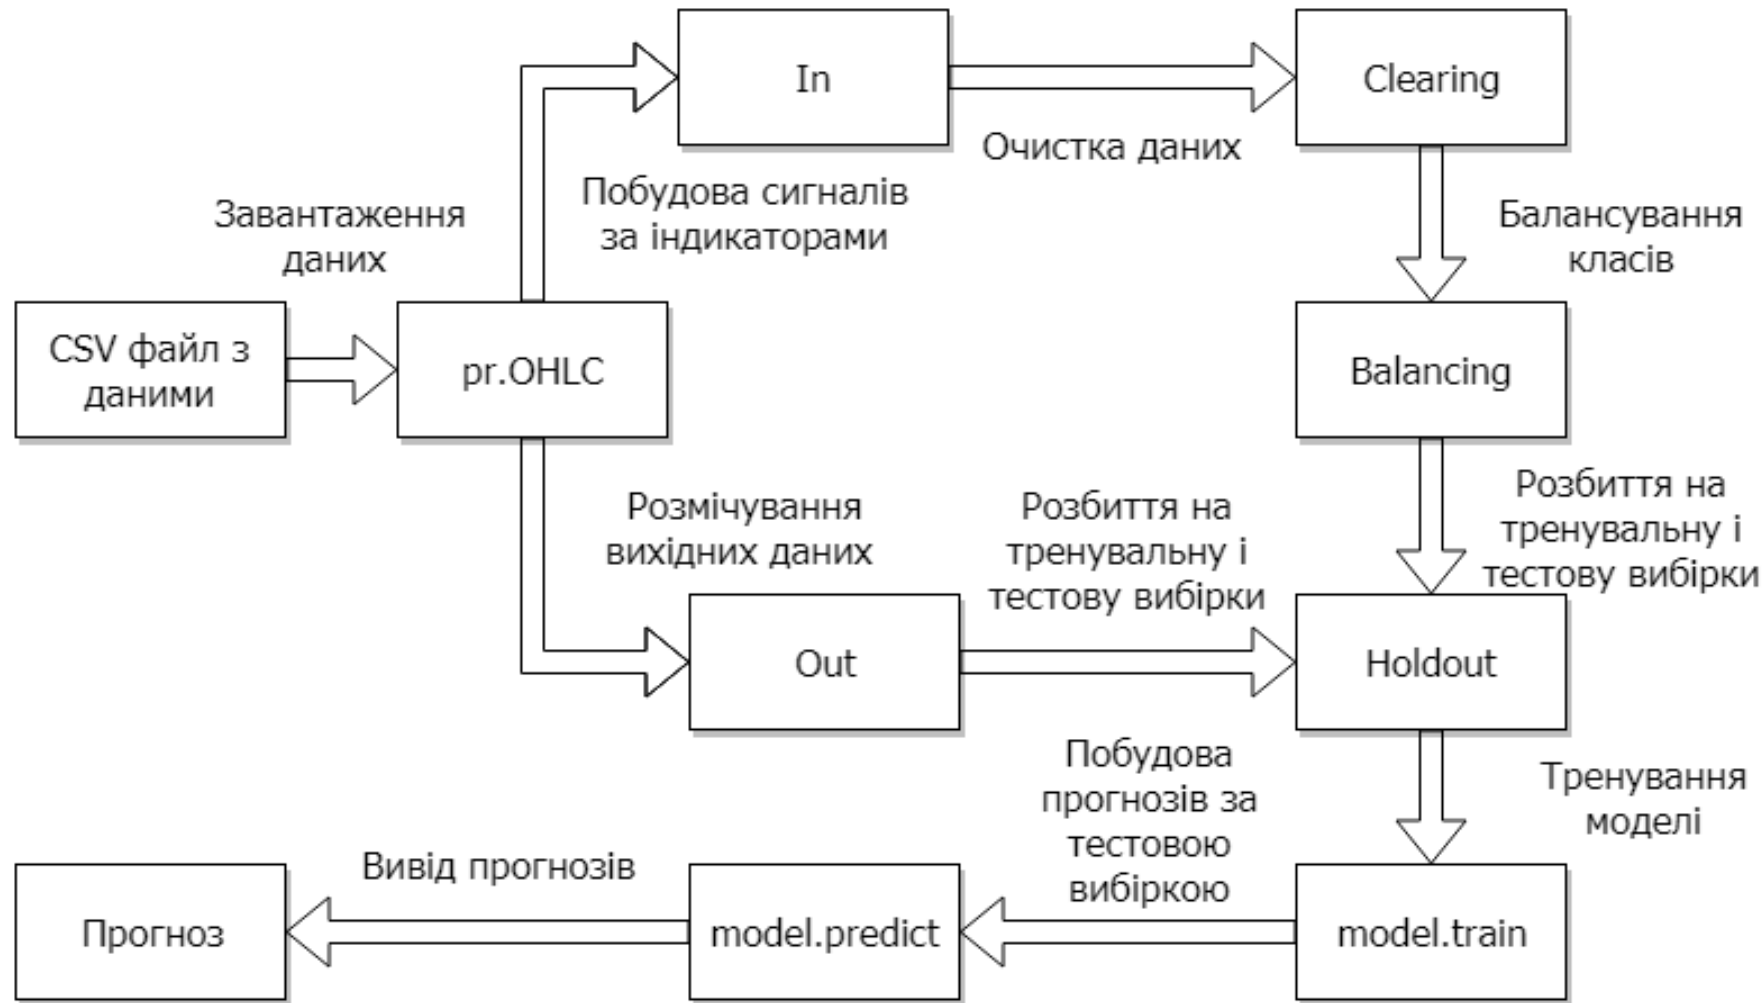 In
Clearing
Очистка даних
Побудова сигналів
за індикаторами
Завантаження
даних
Балансування
класів
CSV файл з
даними
pr.OHLC
Balancing
Розмічування
вихідних даних
Розбиття на
тренувальну і
тестову вибірки
Розбиття на
тренувальну і
тестову вибірки
Out
Holdout
Побудова
прогнозів за
тестовою
вибіркою
Тренування
моделі
Вивід прогнозів
Прогноз
model.predict
model.train